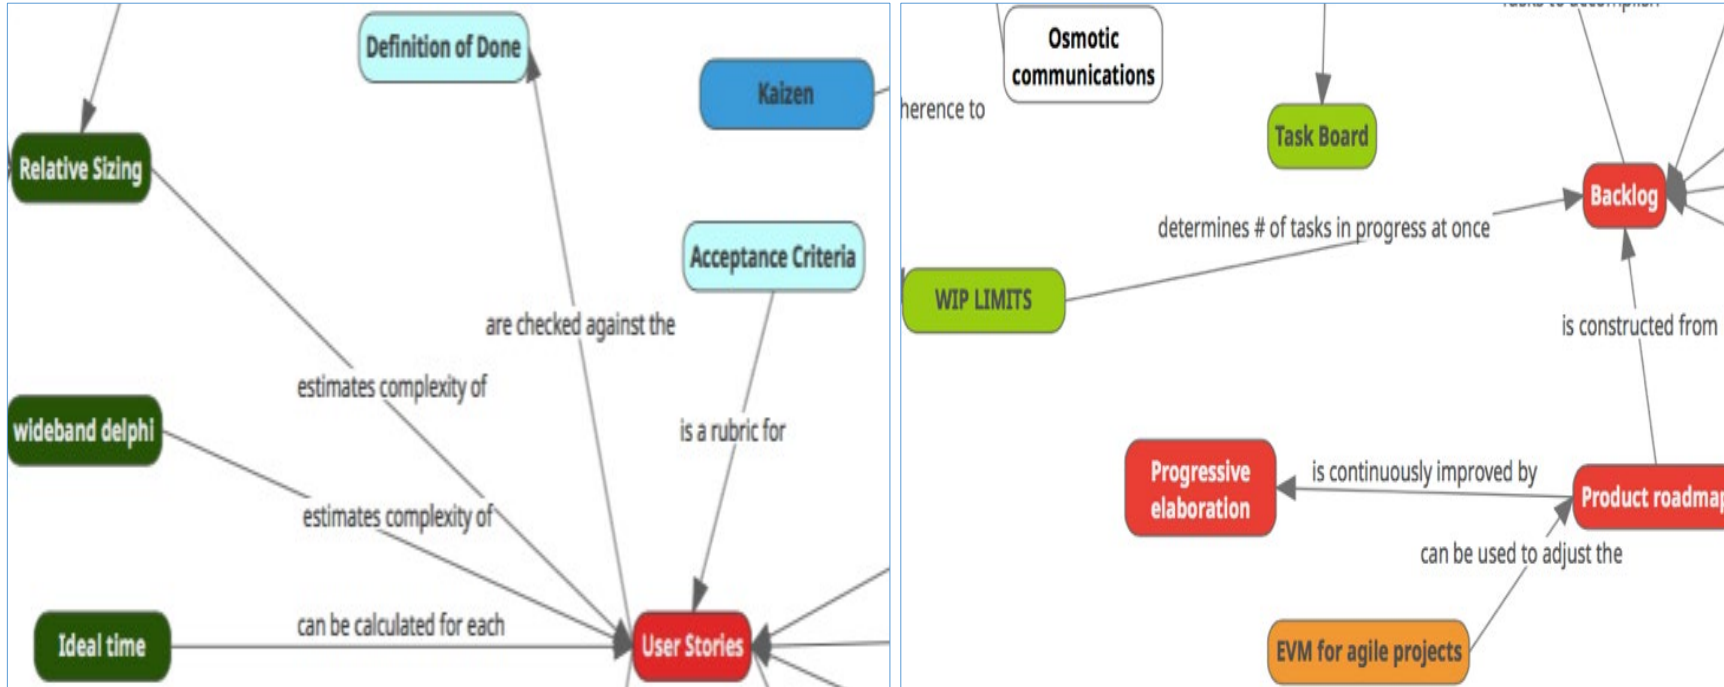 Definition of Done
Kaizen
Relative Sizing
Acceptance Criteria
are checked against the
estimates complexity of
is a rubric for
wideband delphi
estimates complexity of
can be calculated for each
Ideal time
User Stories
Osmotic
communications
herence to
Task Board
Backlog
determines # of tasks in progress at once
WIP LIMITS
is constructed from
Progressive
elaboration
is continuously improved by
Product roadmap
can be used to adjust the
EVM for agile projects